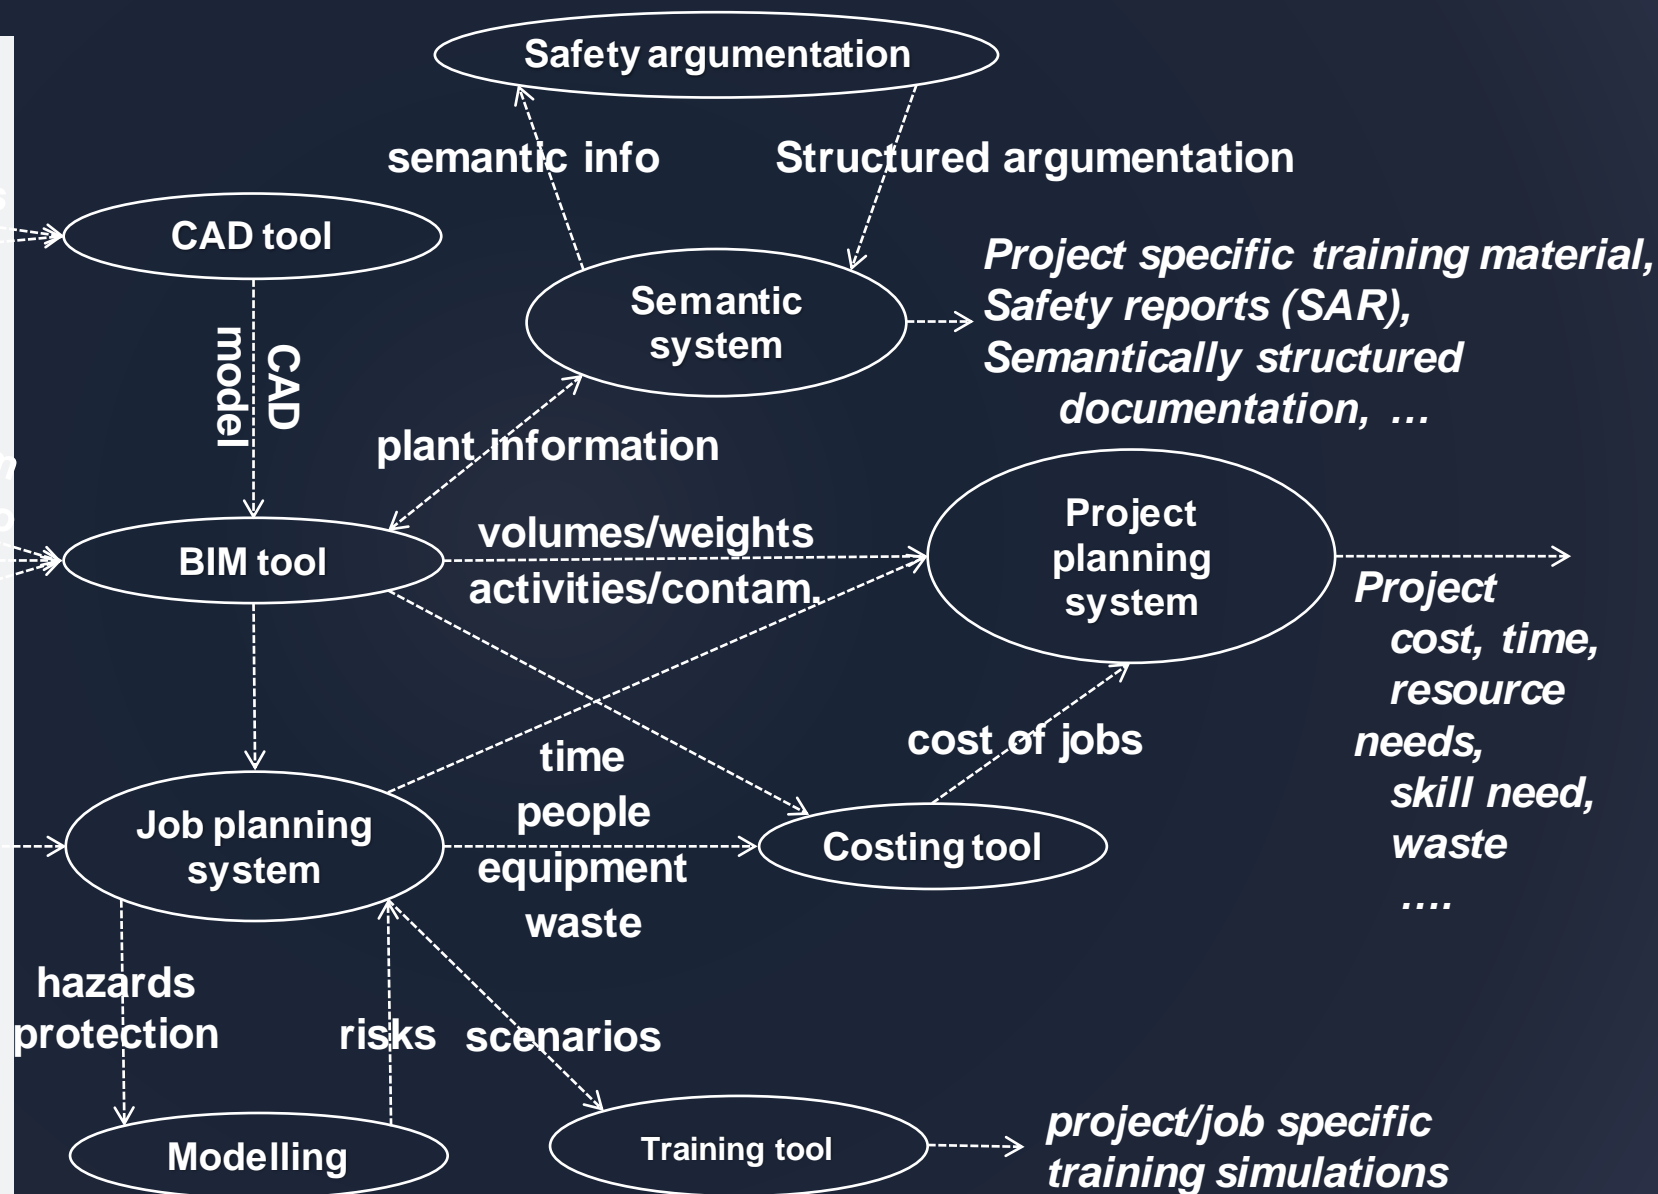 Safety argumentation
semantic info
Structured argumentation
CAD tool
Project specific training material,
Safety reports (SAR),
Semantically structured
documentation, …
Semantic
system
CAD
model
plant information
Project
planning
system
volumes/weights
activities/contam.
BIM tool
Project
cost, time,
resource
needs,
skill need,
waste
....
cost of jobs
time
people
equipment
waste
Job planning
system
Costing tool
hazards
protection
risks
scenarios
Modelling
Training tool
project/job specific
training simulations